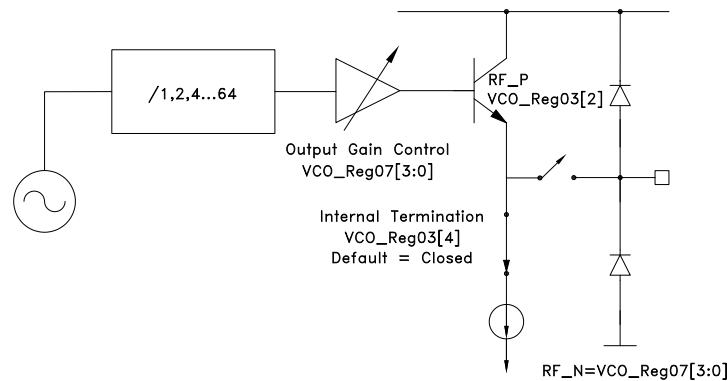 /1,2,4...64
RF_P
VCO_Reg03[2]
Output Gain Control
VCO_Reg07[3:0]
Internal Termination
VCO_Reg03[4]
Default = Closed
RF_N=VCO_Reg07[3:0]